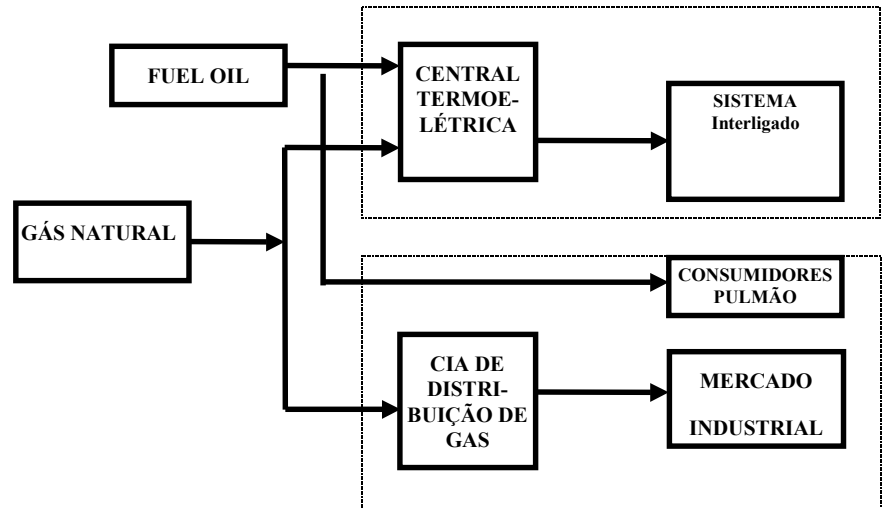 FUEL OIL
CENTRAL
TERMOE-
LÉTRICA
SISTEMA
Interligado
GÁS NATURAL
CONSUMIDORES
PULMÃO
CIA DE
DISTRI-
BUIÇÃO DE
GAS
MERCADO
INDUSTRIAL